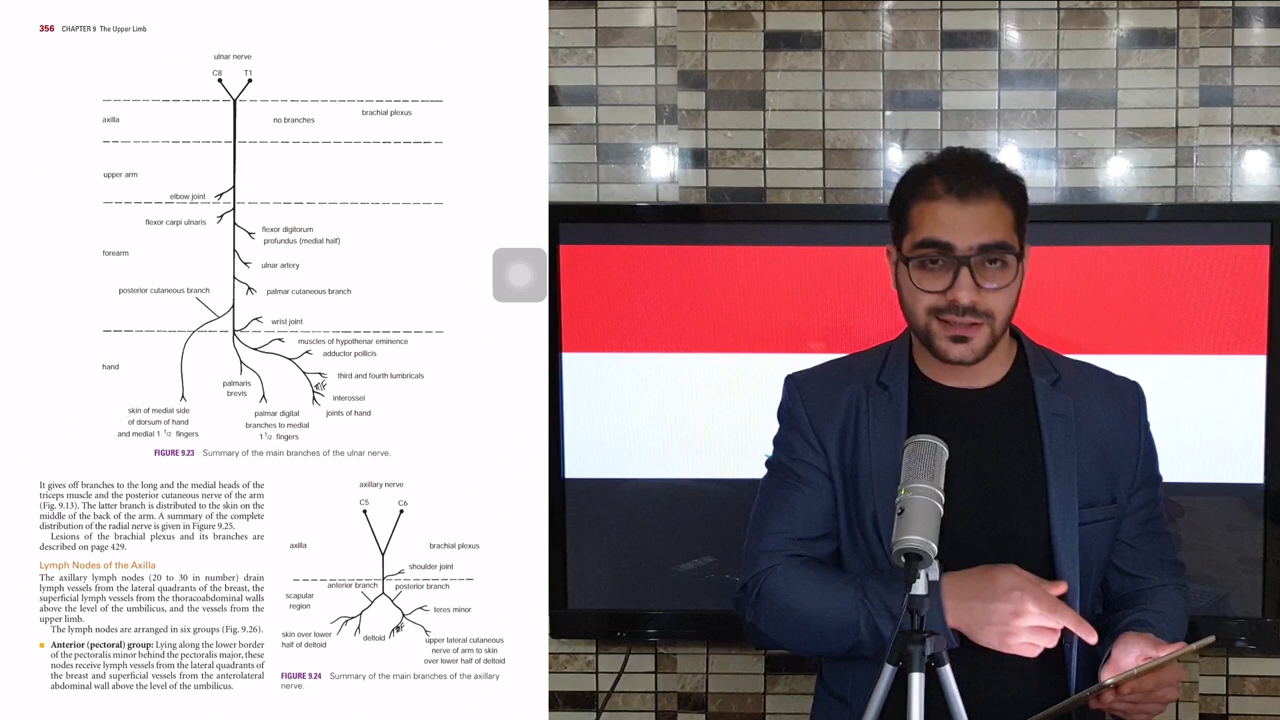 356 CHAPTER 9 The Upper Limb
ulnar nerve
C8 T1
brachial plexus
axilla
no branches
upper arm
elbow joint
flexor carpi ulnaris
flexor digitorum
profundus (medial half)
forearm
ulnar artery
posterior cutaneous branch
palmar cutaneous branch
wrist joint
muscles of hypothenar eminence
adductor pollicis
hand
third and fourth lumbricals
palmaris
brevis
interossei
joints of hand
skin of medial side
of dorsum of hand
and medial 1 1/2 fingers
palmar digital
branches to medial
1 1/2 fingers
FIGURE 9.23 Summary of the main branches of the ulnar nerve.
It gives off branches to the long and the medial heads of the
triceps muscle and the posterior cutaneous nerve of the arm
(Fig. 9.13). The latter branch is distributed to the skin on the
middle of the back of the arm. A summary of the complete
distribution of the radial nerve is given in Figure 9.25.
Lesions of the brachial plexus and its branches are
described on page 429.
Lymph Nodes of the Axilla
The axillary lymph nodes (20 to 30 in number) drain
lymph vessels from the lateral quadrants of the breast, the
superficial lymph vessels from the thoracoabdominal walls
above the level of the umbilicus, and the vessels from the
upper limb.
The lymph nodes are arranged in six groups (Fig. 9.26).
Anterior (pectoral) group: Lying along the lower border
of the pectoralis minor behind the pectoralis major, these
nodes receive lymph vessels from the lateral quadrants of
the breast and superficial vessels from the anterolateral
abdominal wall above the level of the umbilicus.
axillary nerve
C5 C6
axilla
brachial plexus
shoulder joint
anterior branch
posterior branch
scapular
region
teres minor
skin over lower
half of deltoid
deltoid
upper lateral cutaneous
nerve of arm to skin
over lower half of deltoid
FIGURE 9.24 Summary of the main branches of the axillary
nerve.